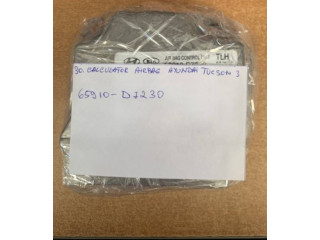 TLH
30. CALCULATOR AIRBAG HYUNDAI TUCSON 3
65910-D7230